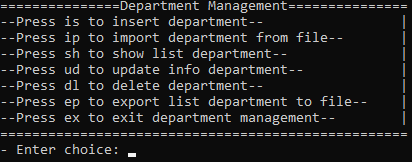 ===============Department Management===============
--Press is to insert department-- |
--Press ip to import department from file-- |
--Press sh to show list department-- |
--Press ud to update info department-- |
--Press dl to delete department-- |
--Press ep to export list department to file-- |
--Press ex to exit department management-- |
===================================================
- Enter choice: _